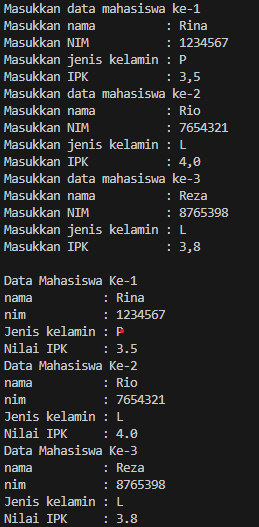 Masukkan data mahasiswa ke-1
Masukkan nama : Rina
Masukkan NIM : 1234567
Masukkan jenis kelamin : P
Masukkan IPK : 3,5
Masukkan data mahasiswa ke-2
Masukkan nama : Rio
Masukkan NIM : 7654321
Masukkan jenis kelamin : L
Masukkan IPK : 4,0
Masukkan data mahasiswa ke-3
Masukkan nama : Reza
Masukkan NIM : 8765398
Masukkan jenis kelamin : L
Masukkan IPK : 3,8

Data Mahasiswa Ke-1
nama : Rina
nim : 1234567
Jenis kelamin : P
Nilai IPK : 3.5
Data Mahasiswa Ke-2
nama : Rio
nim : 7654321
Jenis kelamin : L
Nilai IPK : 4.0
Data Mahasiswa Ke-3
nama : Reza
nim : 8765398
Jenis kelamin : L
Nilai IPK : 3.8